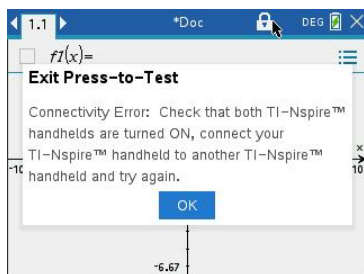 1.1
*Doc
DEG
f1(x)=
Exit Press-to-Test
Connectivity Error: Check that both TI-Nspire™
handhelds are turned ON, connect your
TI-Nspire™ handheld to another TI-Nspire™
handheld and try again.
x
-10
10
OK
-6.67